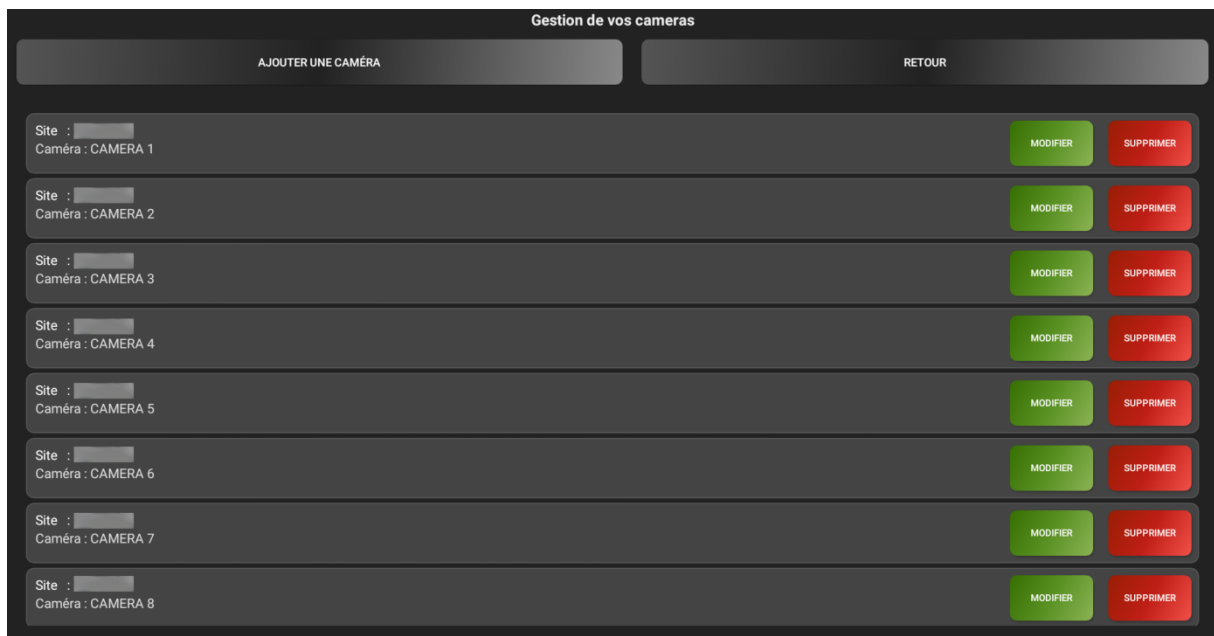 Gestion de vos cameras
AJOUTER UNE CAMÉRA
RETOUR
Site :
Caméra : CAMERA 1
MODIFIER
SUPPRIMER
Site :
Caméra : CAMERA 2
MODIFIER
SUPPRIMER
Site :
Caméra : CAMERA 3
MODIFIER
SUPPRIMER
Site :
Caméra : CAMERA 4
MODIFIER
SUPPRIMER
Site :
Caméra : CAMERA 5
MODIFIER
SUPPRIMER
Site :
Caméra : CAMERA 6
MODIFIER
SUPPRIMER
Site :
Caméra : CAMERA 7
MODIFIER
SUPPRIMER
Site :
Caméra : CAMERA 8
MODIFIER
SUPPRIMER